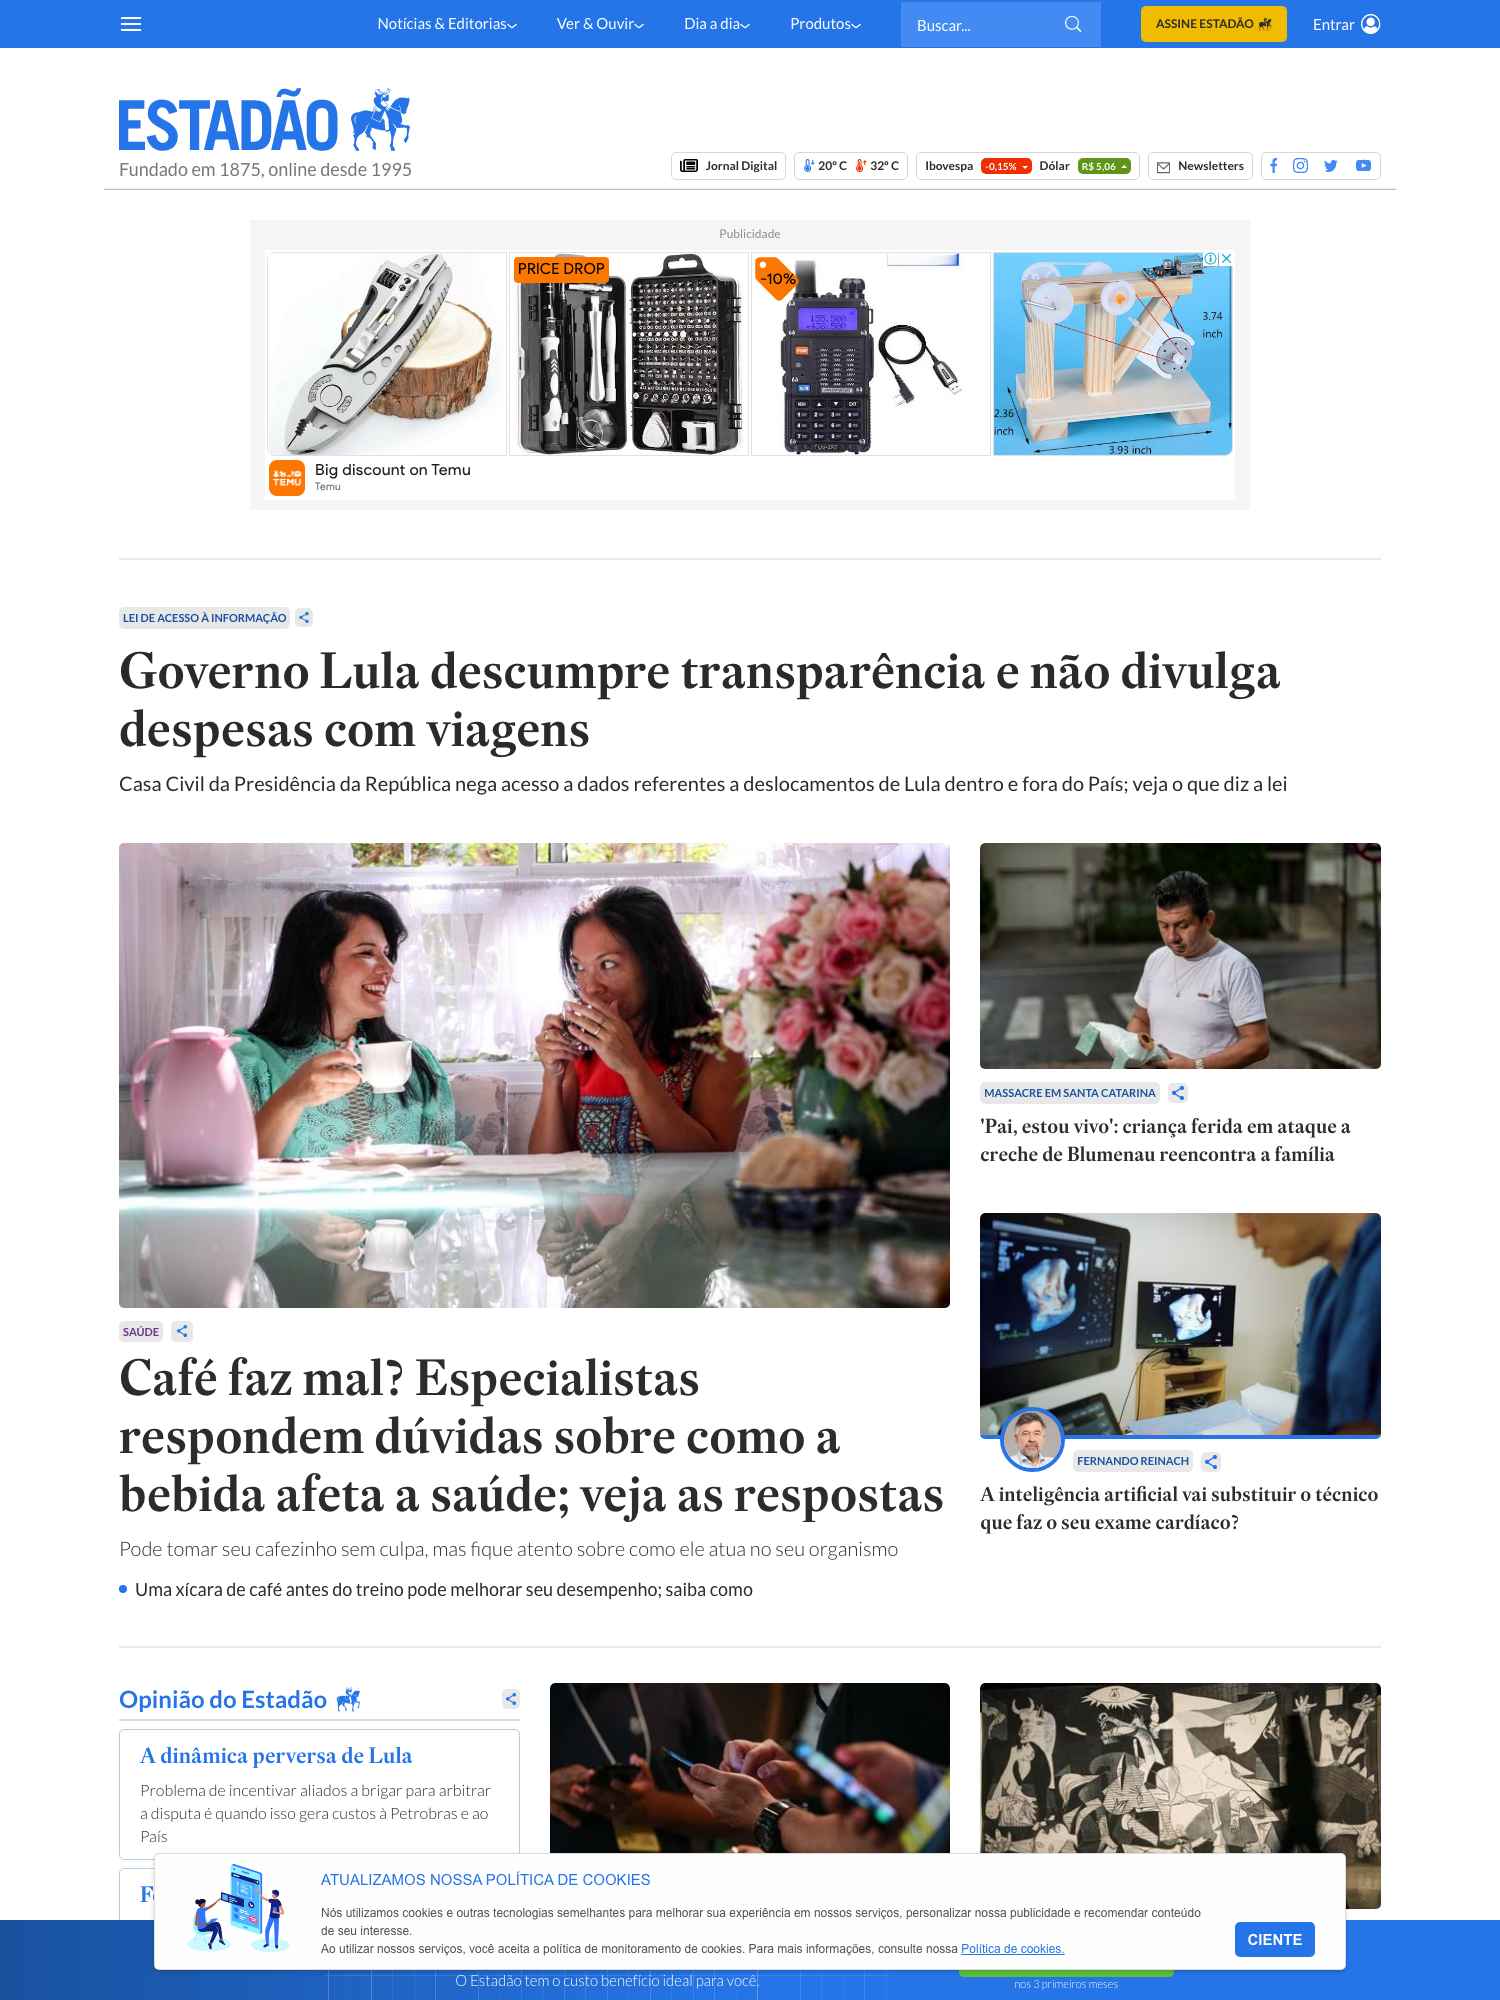 Notícias & Editorias
Ver & Ouvir
Dia a dia
Produtos
Buscar...
ASSINE ESTADÃO
Entrar
ESTADÃO
Fundado em 1875, online desde 1995
Jornal Digital
20º C 32º C
Ibovespa -0,15% Dólar R$ 5,06
Newsletters
Publicidade
PRICE DROP
-10%
3.74
inch
2.36
inch
3.93 inch
TEMU
Big discount on Temu
Temu
LEI DE ACESSO À INFORMAÇÃO
Governo Lula descumpre transparência e não divulga
despesas com viagens
Casa Civil da Presidência da República nega acesso a dados referentes a deslocamentos de Lula dentro e fora do País; veja o que diz a lei
MASSACRE EM SANTA CATARINA
'Pai, estou vivo': criança ferida em ataque a
creche de Blumenau reencontra a família
SAÚDE
Café faz mal? Especialistas
respondem dúvidas sobre como a
bebida afeta a saúde; veja as respostas
Pode tomar seu cafezinho sem culpa, mas fique atento sobre como ele atua no seu organismo
Uma xícara de café antes do treino pode melhorar seu desempenho; saiba como
FERNANDO REINACH
A inteligência artificial vai substituir o técnico
que faz o seu exame cardíaco?
Opinião do Estadão
A dinâmica perversa de Lula
Problema de incentivar aliados a brigar para arbitrar
a disputa é quando isso gera custos à Petrobras e ao
País
ATUALIZAMOS NOSSA POLÍTICA DE COOKIES
Nós utilizamos cookies e outras tecnologias semelhantes para melhorar sua experiência em nossos serviços, personalizar nossa publicidade e recomendar conteúdo
de seu interesse.
Ao utilizar nossos serviços, você aceita a política de monitoramento de cookies. Para mais informações, consulte nossa Política de cookies.
CIENTE
O Estadão tem o custo benefício ideal para você.
nos 3 primeiros meses